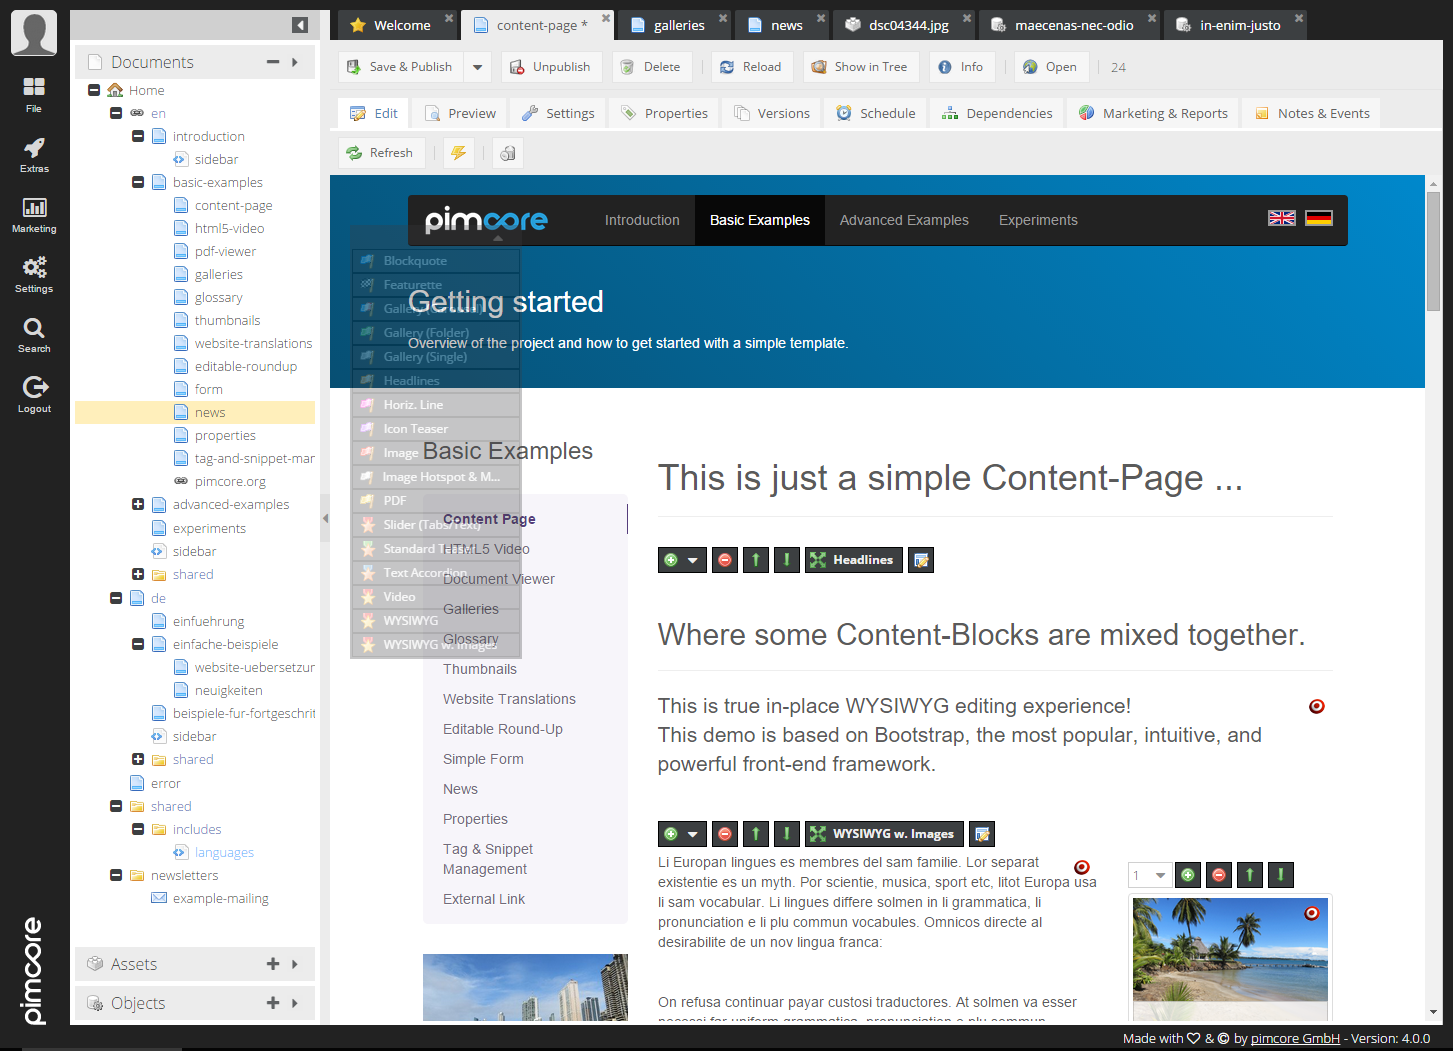 Welcome
content-page *
galleries
news
dsc04344.jpg
maecenas-nec-odio
in-enim-justo
File
Extras
Marketing
Settings
Search
Logout
pimcore
Documents
Home
en
introduction
sidebar
basic-examples
content-page
html5-video
pdf-viewer
galleries
glossary
thumbnails
website-translations
editable-roundup
form
news
properties
tag-and-snippet-mar
pimcore.org
advanced-examples
experiments
sidebar
shared
de
einfuehrung
einfache-beispiele
website-uebersetzur
neuigkeiten
beispiele-fur-fortgeschrit
sidebar
shared
error
shared
includes
languages
newsletters
example-mailing
Assets
Objects
Save & Publish
Unpublish
Delete
Reload
Show in Tree
Info
Open
24
Edit
Preview
Settings
Properties
Versions
Schedule
Dependencies
Marketing & Reports
Notes & Events
Refresh
pimcore
Introduction
Basic Examples
Advanced Examples
Experiments
Getting started
Overview of the project and how to get started with a simple template.
Blockquote
Featurette
Gallery (Carousel)
Gallery (Folder)
Gallery (Single)
Headlines
Horiz. Line
Icon Teaser
Image
Image Hotspot & M...
PDF
Slider (Tabs/Text)
Standard Teaser
Text Accordion
Video
WYSIWYG
WYSIWYG w. Images
Basic Examples
Content Page
HTML5 Video
Document Viewer
Galleries
Glossary
Thumbnails
Website Translations
Editable Round-Up
Simple Form
News
Properties
Tag & Snippet
Management
External Link
This is just a simple Content-Page ...
Headlines
Where some Content-Blocks are mixed together.
This is true in-place WYSIWYG editing experience!
This demo is based on Bootstrap, the most popular, intuitive, and
powerful front-end framework.
WYSIWYG w. Images
Li Europan lingues es membres del sam familie. Lor separat
existentie es un myth. Por scientie, musica, sport etc, litot Europa usa
li sam vocabular. Li lingues differe solmen in li grammatica, li
pronunciation e li plu commun vocabules. Omnicos directe al
desirabilite de un nov lingua franca:
1
On refusa continuar payar custosi traductores. At solmen va esser
necessi far uniform grammatica, pronunciation e plu commun
Made with & © by pimcore GmbH - Version: 4.0.0